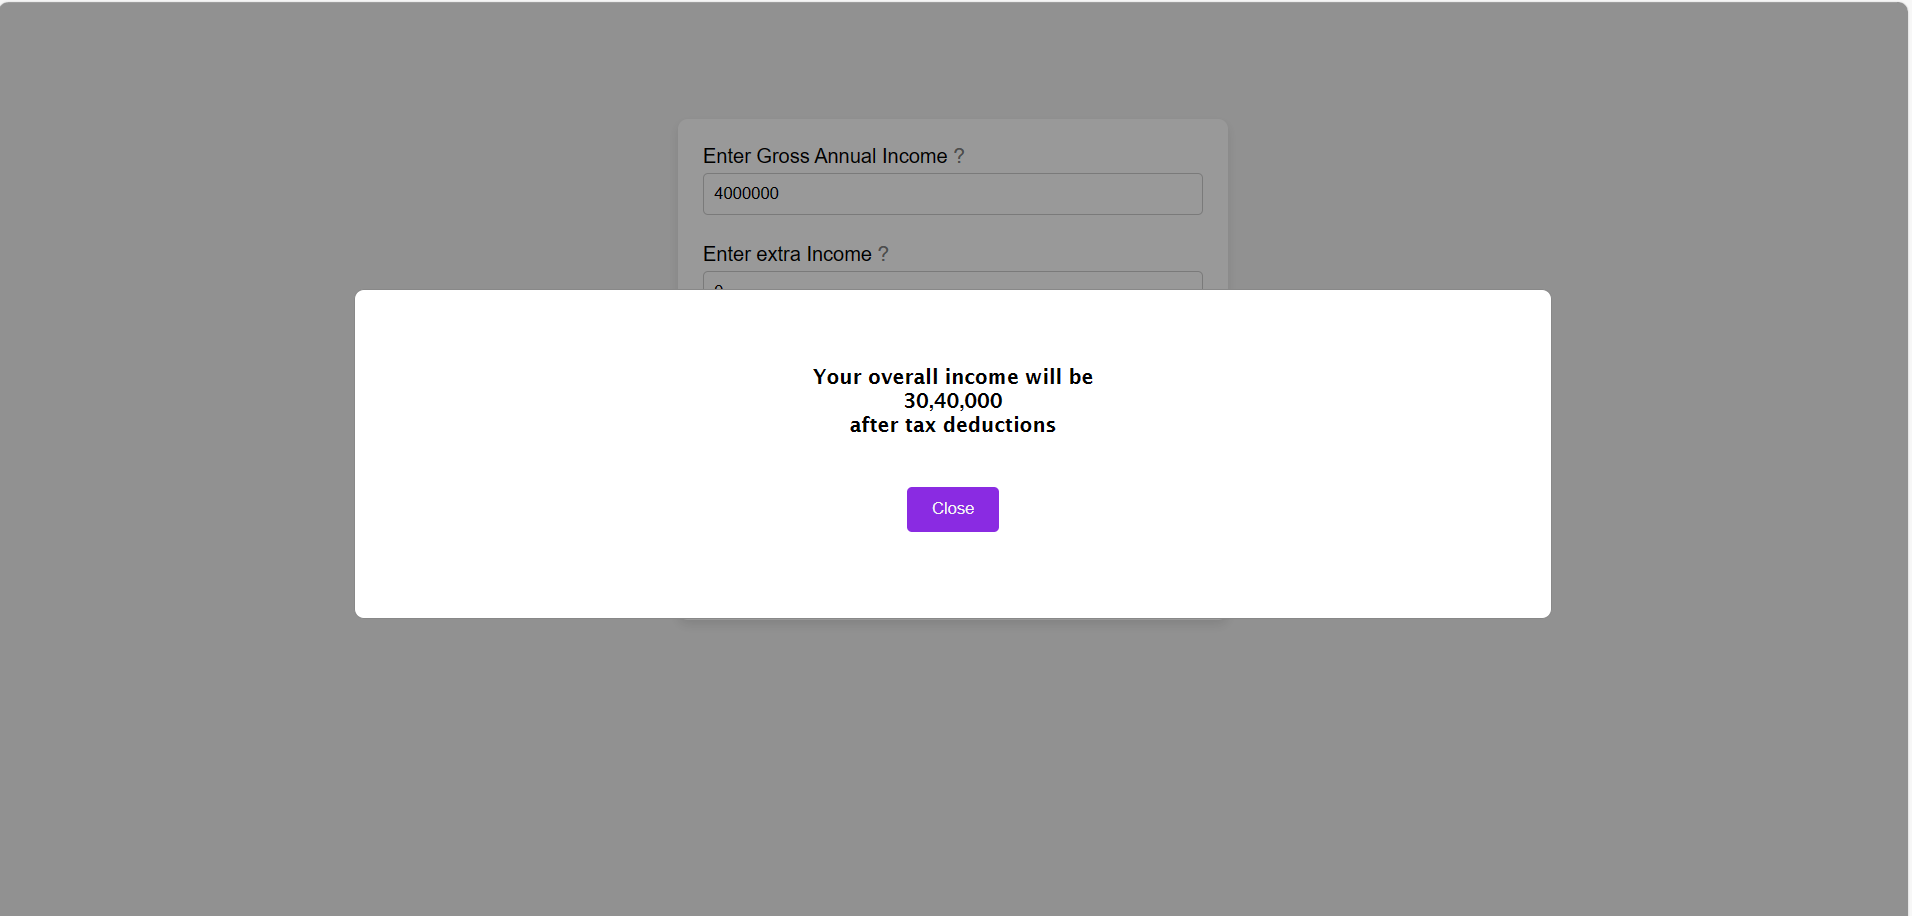 Enter Gross Annual Income ?
4000000
Enter extra Income ?
Your overall income will be
30,40,000
after tax deductions
Close